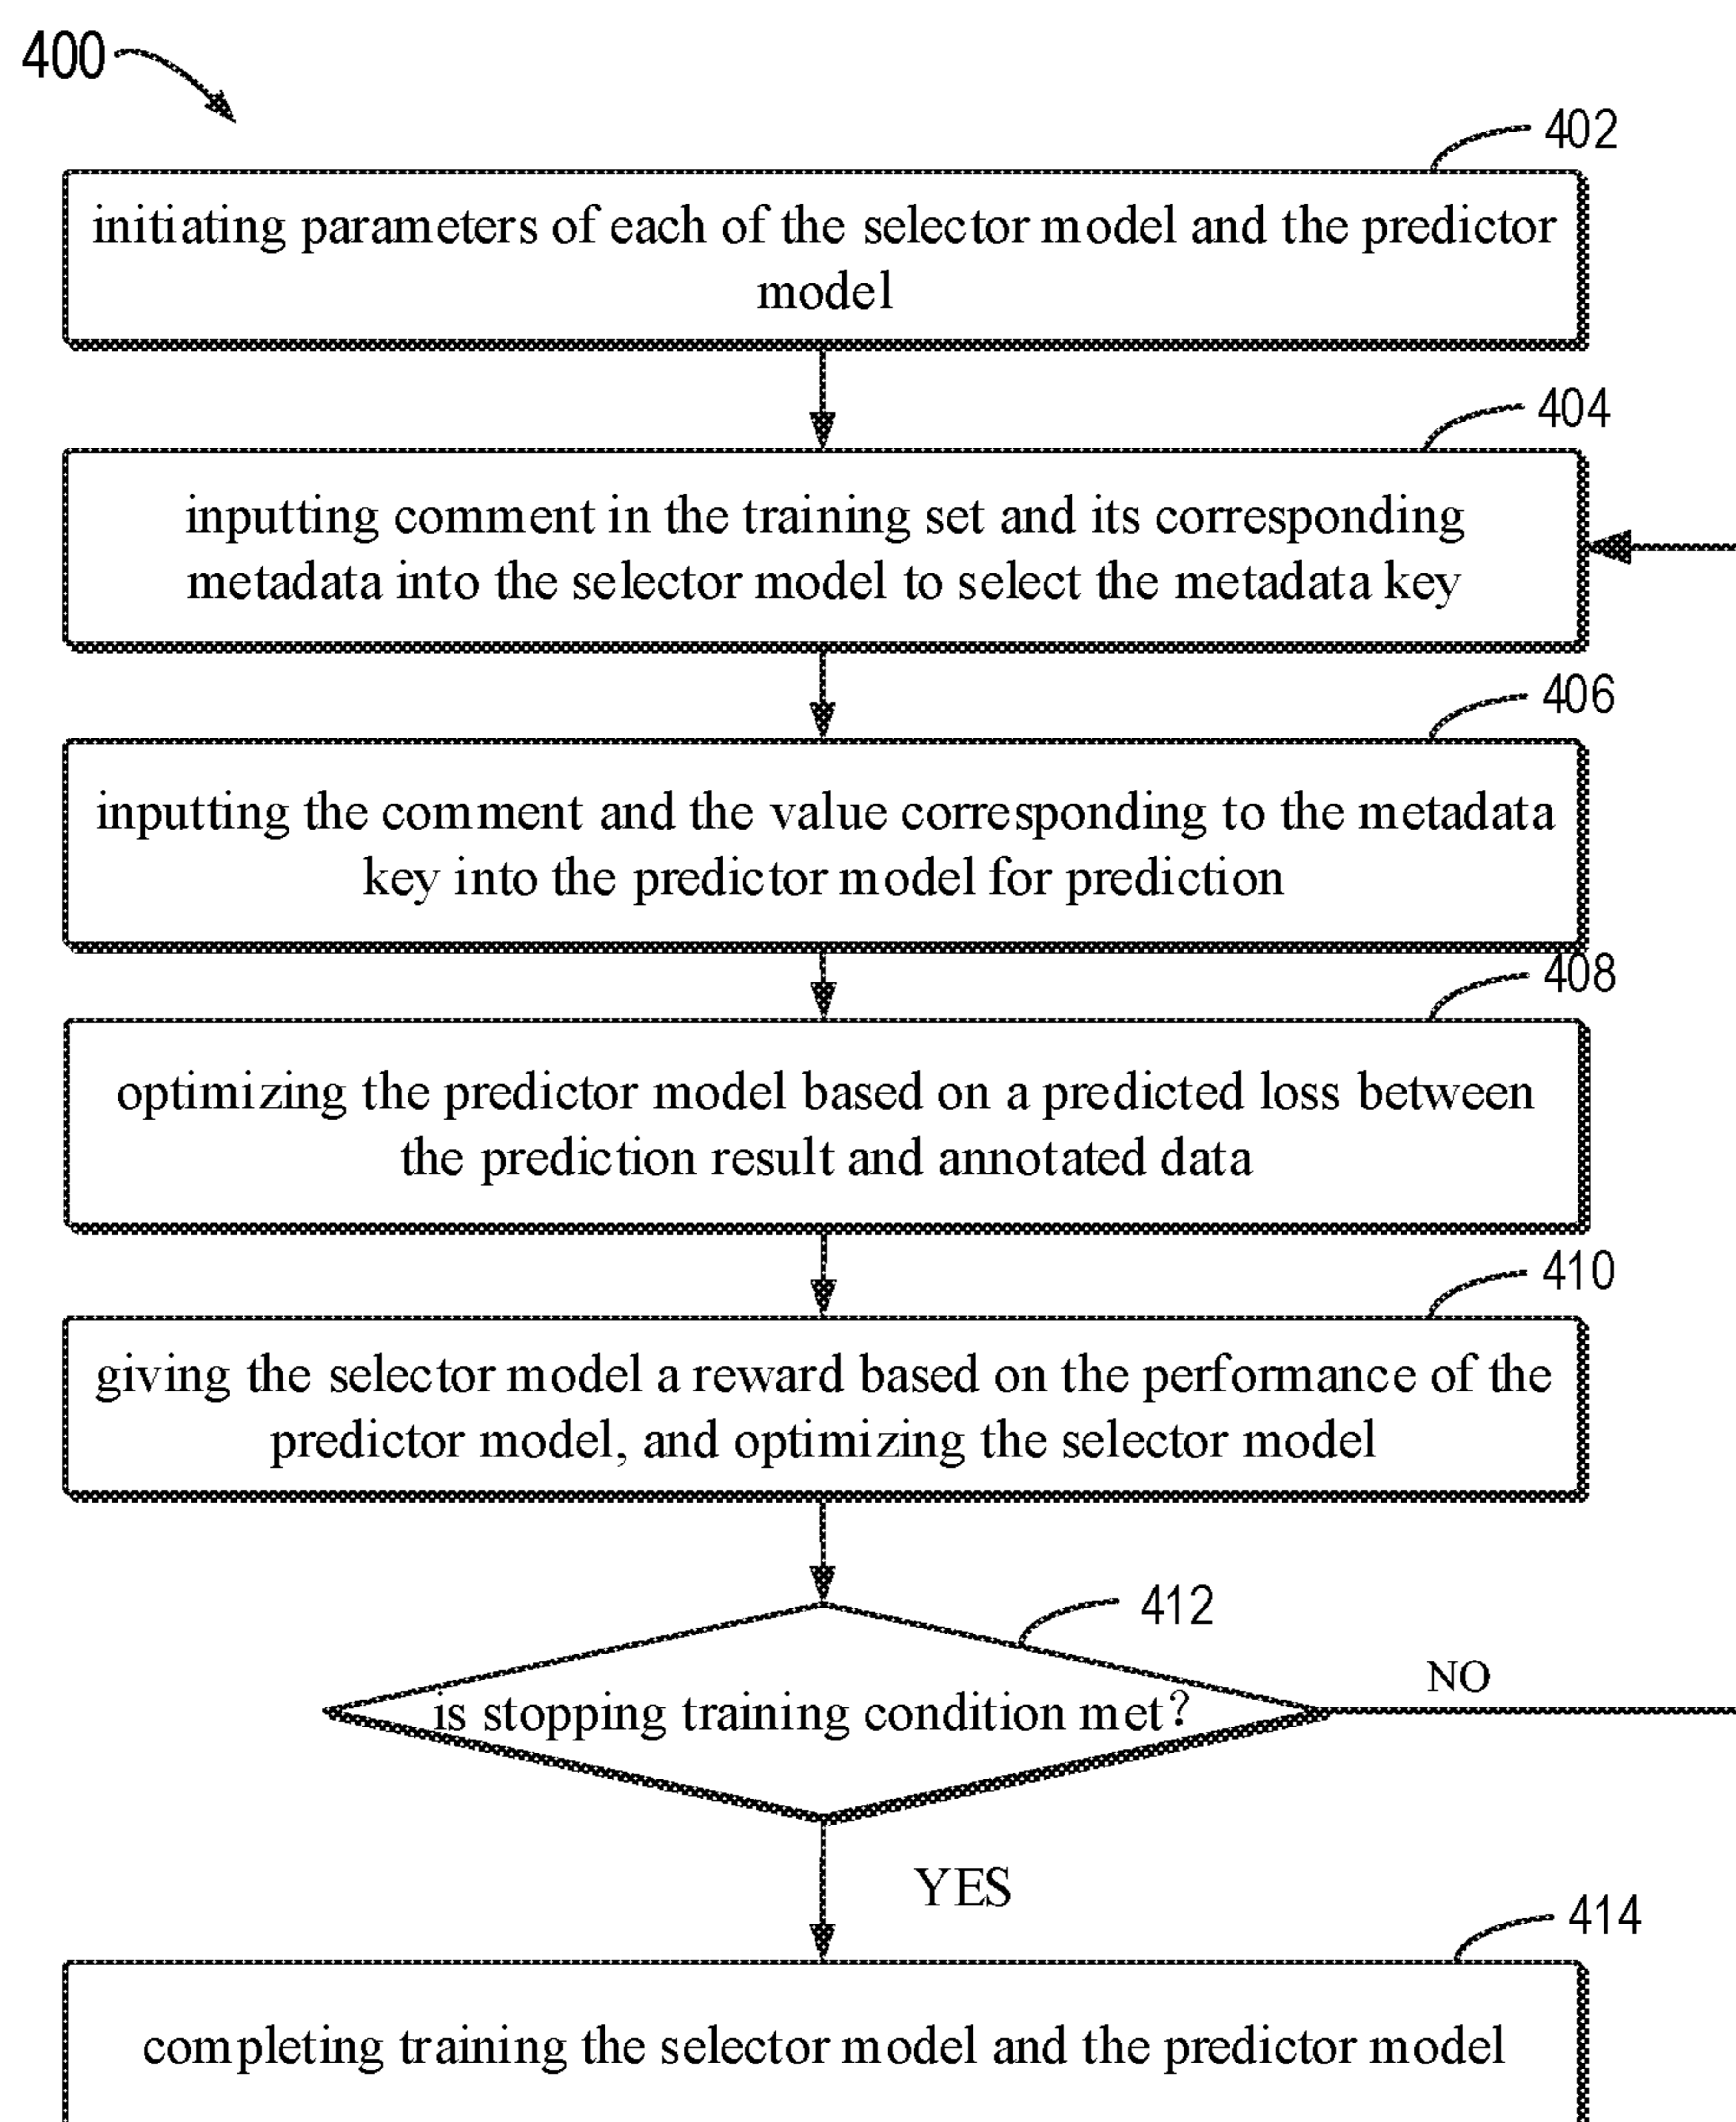 400
402
initiating parameters of each of the selector model and the predictor
model
404
inputting comment in the training set and its corresponding
metadata into the selector model to select the metadata key
406
inputting the comment and the value corresponding to the metadata
key into the predictor model for prediction
408
optimizing the predictor model based on a predicted loss between
the prediction result and annotated data
410
giving the selector model a reward based on the performance of the
predictor model, and optimizing the selector model
412
is stopping training condition met?
NO
YES
414
completing training the selector model and the predictor model